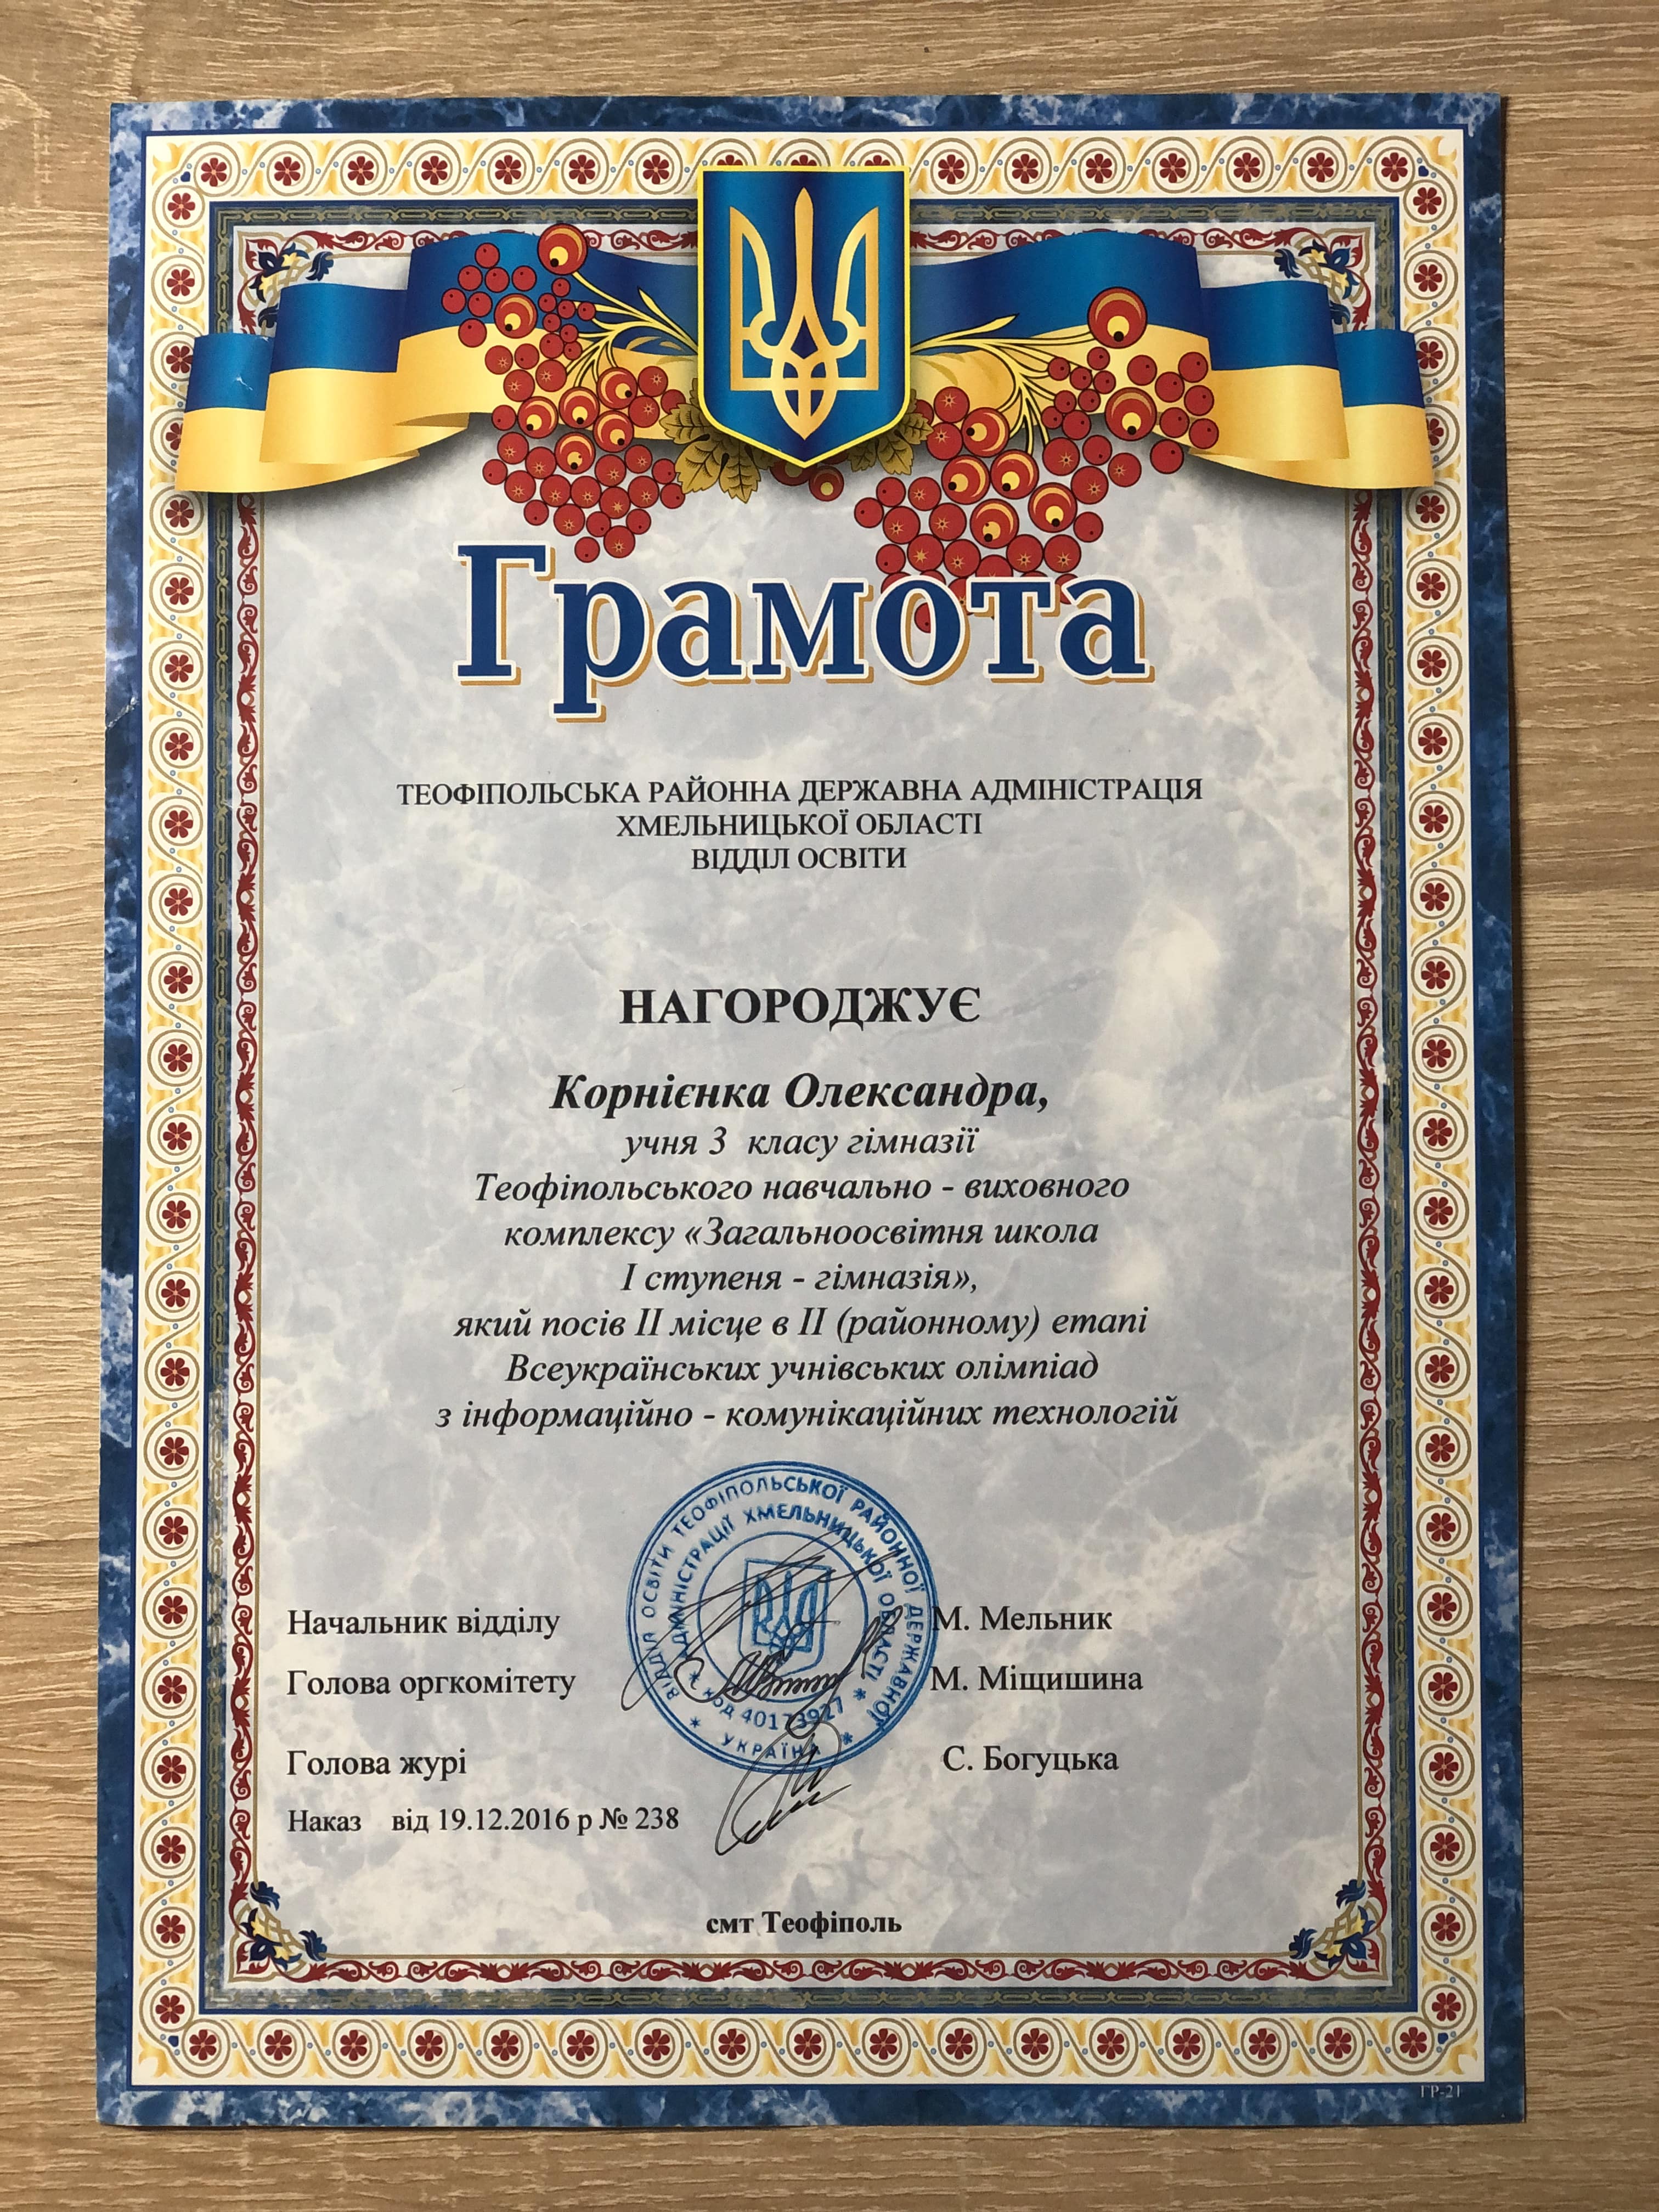 Грамота
ТЕОФІПОЛЬСЬКА РАЙОННА ДЕРЖАВНА АДМІНІСТРАЦІЯ
ХМЕЛЬНИЦЬКОЇ ОБЛАСТІ
ВІДДІЛ ОСВІТИ
НАГОРОДЖУЄ
Корнієнка Олександра,
учня 3 класу гімназії
Теофіпольського навчально - виховного
комплексу «Загальноосвітня школа
І ступеня - гімназія»,
який посів ІІ місце в ІІ (районному) етапі
Всеукраїнських учнівських олімпіад
з інформаційно - комунікаційних технологій
ВІДДІЛ ОСВІТИ ТЕОФІПОЛЬСЬКОЇ РАЙОННОЇ ДЕРЖАВНОЇ
АДМІНІСТРАЦІЇ ХМЕЛЬНИЦЬКОЇ ОБЛАСТІ
* код 40173927 *
* УКРАЇНА *
Начальник відділу М. Мельник
Голова оргкомітету М. Міщишина
Голова журі С. Богуцька
Наказ від 19.12.2016 р № 238
смт Теофіполь
ГР-21